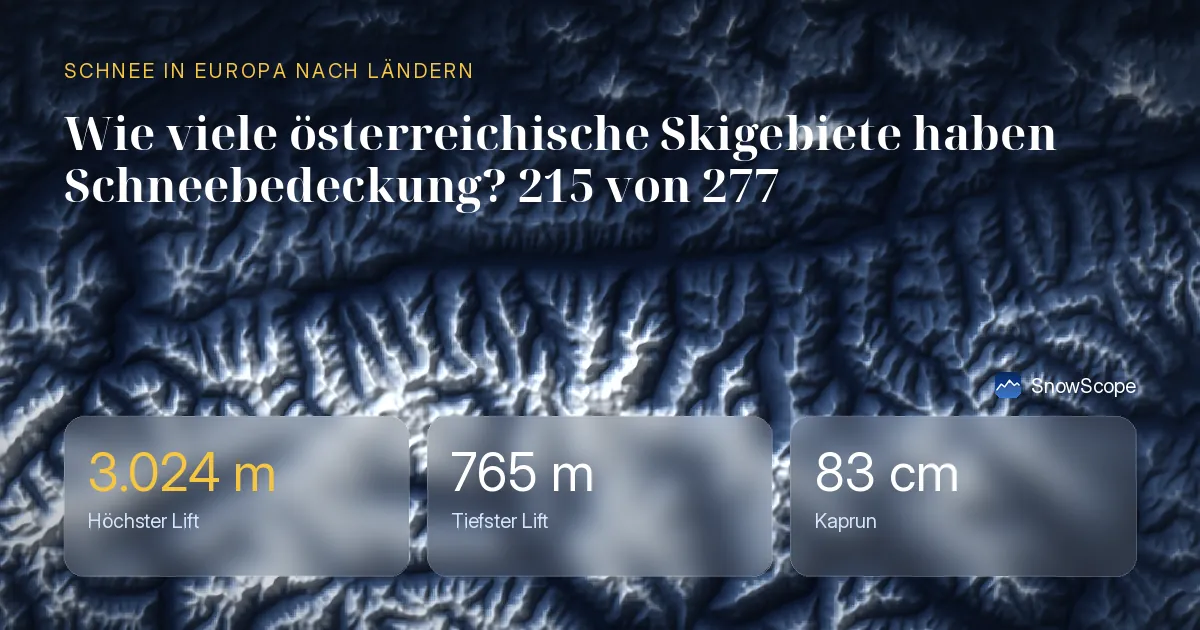 SCHNEE IN EUROPA NACH LÄNDERN
Wie viele österreichische Skigebiete haben
Schneebedeckung? 215 von 277
SnowScope
3.024 m
Höchster Lift
765 m
Tiefster Lift
83 cm
Kaprun